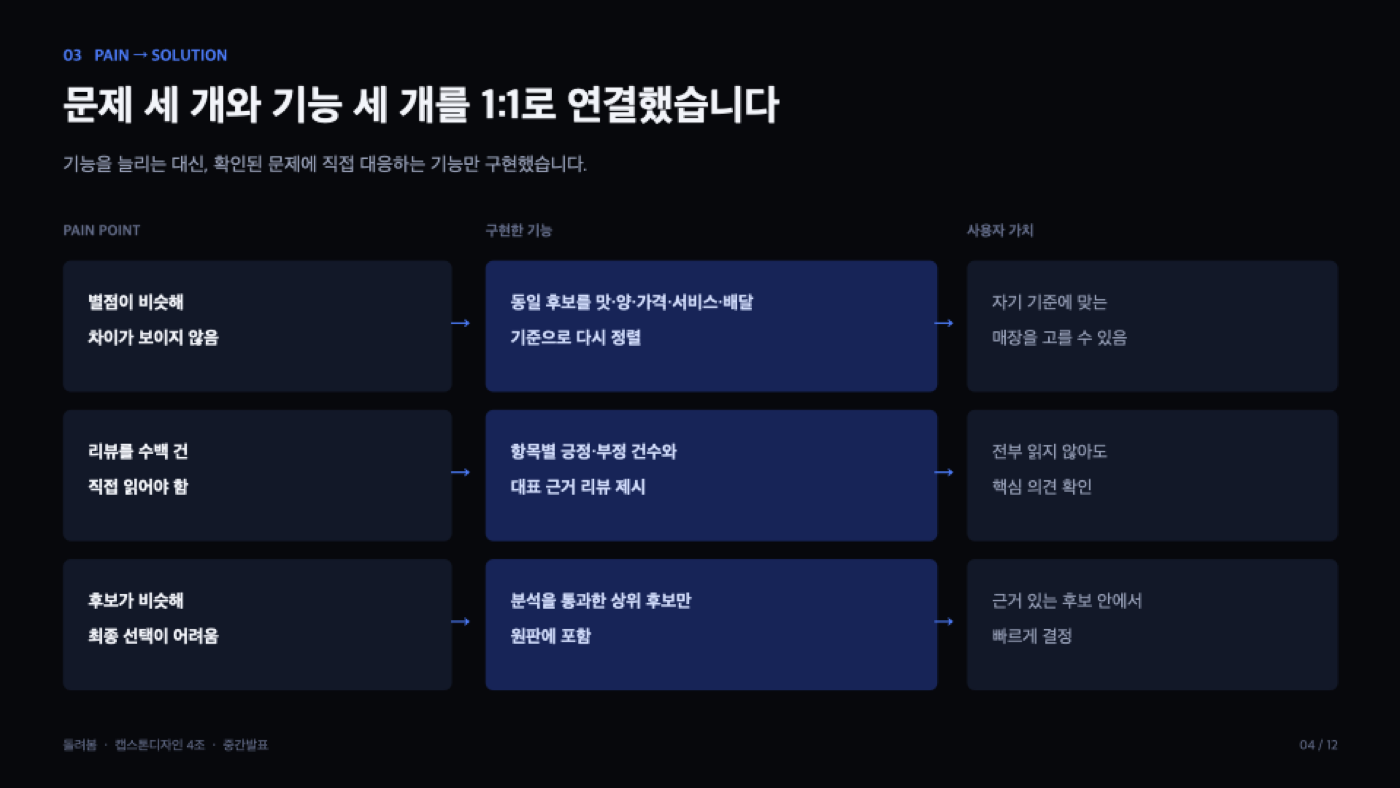 03 PAIN → SOLUTION
문제 세 개와 기능 세 개를 1:1로 연결했습니다
기능을 늘리는 대신, 확인된 문제에 직접 대응하는 기능만 구현했습니다.
PAIN POINT
구현한 기능
사용자 가치
별점이 비슷해
차이가 보이지 않음
→
동일 후보를 맛·양·가격·서비스·배달
기준으로 다시 정렬
→
자기 기준에 맞는
매장을 고를 수 있음
리뷰를 수백 건
직접 읽어야 함
→
항목별 긍정·부정 건수와
대표 근거 리뷰 제시
→
전부 읽지 않아도
핵심 의견 확인
후보가 비슷해
최종 선택이 어려움
→
분석을 통과한 상위 후보만
원판에 포함
→
근거 있는 후보 안에서
빠르게 결정
돌려봄 · 캡스톤디자인 4조 · 중간발표
04 / 12